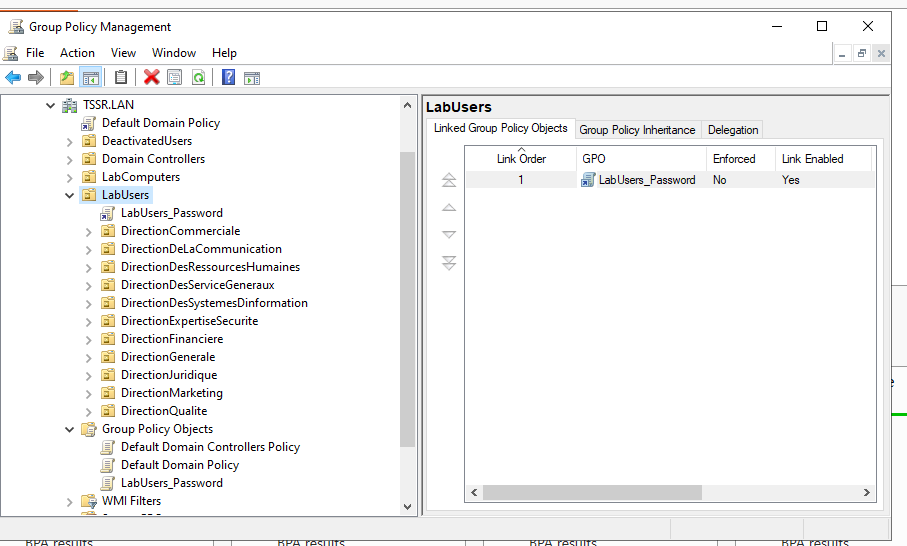 Group Policy Management
File Action View Window Help
TSSR.LAN
Default Domain Policy
DeactivatedUsers
Domain Controllers
LabComputers
LabUsers
LabUsers_Password
DirectionCommerciale
DirectionDeLaCommunication
DirectionDesRessourcesHumaines
DirectionDesServiceGeneraux
DirectionDesSystemesDinformation
DirectionExpertiseSecurite
DirectionFinanciere
DirectionGenerale
DirectionJuridique
DirectionMarketing
DirectionQualite
Group Policy Objects
Default Domain Controllers Policy
Default Domain Policy
LabUsers_Password
WMI Filters
LabUsers
Linked Group Policy Objects Group Policy Inheritance Delegation
Link Order GPO Enforced Link Enabled
1 LabUsers_Password No Yes
BPA results BPA results BPA results BPA results